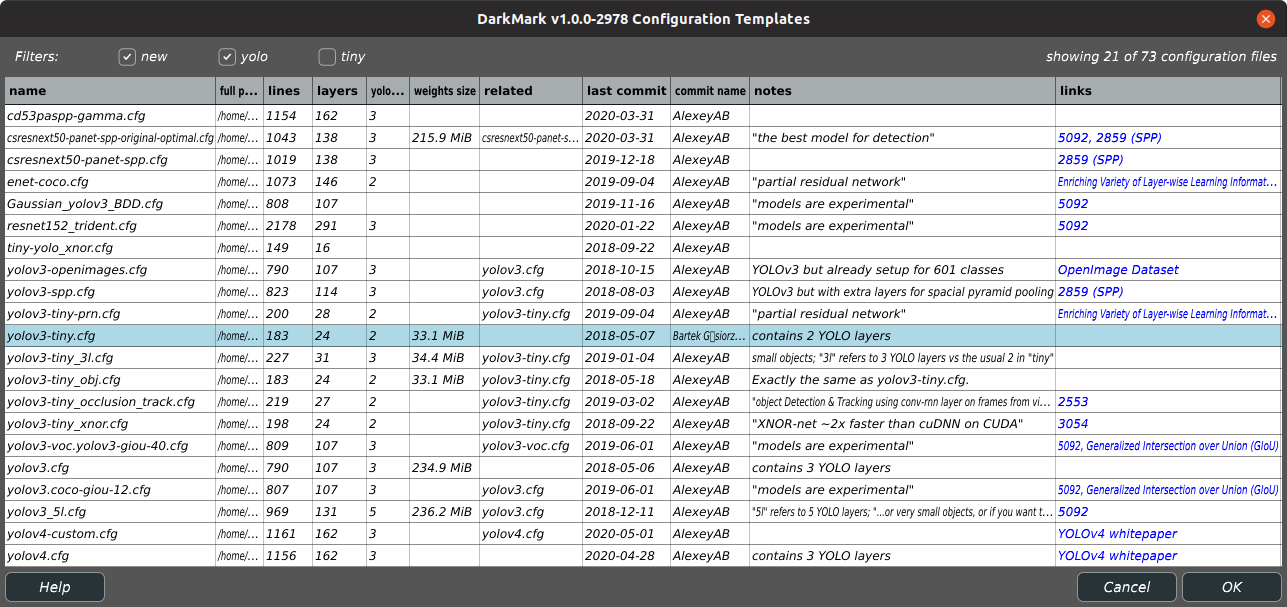 DarkMark v1.0.0-2978 Configuration Templates
Filters: new yolo tiny showing 21 of 73 configuration files
name full p... lines layers yolo... weights size related last commit commit name notes links
cd53paspp-gamma.cfg /home/... 1154 162 3 2020-03-31 AlexeyAB
csresnext50-panet-spp-original-optimal.cfg /home/... 1043 138 3 215.9 MiB csresnext50-panet-s... 2020-03-31 AlexeyAB "the best model for detection" 5092, 2859 (SPP)
csresnext50-panet-spp.cfg /home/... 1019 138 3 2019-12-18 AlexeyAB 2859 (SPP)
enet-coco.cfg /home/... 1073 146 2 2019-09-04 AlexeyAB "partial residual network" Enriching Variety of Layer-wise Learning Informat...
Gaussian_yolov3_BDD.cfg /home/... 808 107 2019-11-16 AlexeyAB "models are experimental" 5092
resnet152_trident.cfg /home/... 2178 291 3 2020-01-22 AlexeyAB "models are experimental" 5092
tiny-yolo_xnor.cfg /home/... 149 16 2018-09-22 AlexeyAB
yolov3-openimages.cfg /home/... 790 107 3 yolov3.cfg 2018-10-15 AlexeyAB YOLOv3 but already setup for 601 classes OpenImage Dataset
yolov3-spp.cfg /home/... 823 114 3 yolov3.cfg 2018-08-03 AlexeyAB YOLOv3 but with extra layers for spacial pyramid pooling 2859 (SPP)
yolov3-tiny-prn.cfg /home/... 200 28 2 yolov3-tiny.cfg 2019-09-04 AlexeyAB "partial residual network" Enriching Variety of Layer-wise Learning Informat...
yolov3-tiny.cfg /home/... 183 24 2 33.1 MiB 2018-05-07 Bartek G▯siorz... contains 2 YOLO layers
yolov3-tiny_3l.cfg /home/... 227 31 3 34.4 MiB yolov3-tiny.cfg 2019-01-04 AlexeyAB small objects; "3l" refers to 3 YOLO layers vs the usual 2 in "tiny"
yolov3-tiny_obj.cfg /home/... 183 24 2 33.1 MiB yolov3-tiny.cfg 2018-05-18 AlexeyAB Exactly the same as yolov3-tiny.cfg.
yolov3-tiny_occlusion_track.cfg /home/... 219 27 2 yolov3-tiny.cfg 2019-03-02 AlexeyAB "object Detection & Tracking using conv-rnn layer on frames from vi... 2553
yolov3-tiny_xnor.cfg /home/... 198 24 2 yolov3-tiny.cfg 2018-09-22 AlexeyAB "XNOR-net ~2x faster than cuDNN on CUDA" 3054
yolov3-voc.yolov3-giou-40.cfg /home/... 809 107 3 yolov3-voc.cfg 2019-06-01 AlexeyAB "models are experimental" 5092, Generalized Intersection over Union (GIoU)
yolov3.cfg /home/... 790 107 3 234.9 MiB 2018-05-06 AlexeyAB contains 3 YOLO layers
yolov3.coco-giou-12.cfg /home/... 807 107 3 yolov3.cfg 2019-06-01 AlexeyAB "models are experimental" 5092, Generalized Intersection over Union (GIoU)
yolov3_5l.cfg /home/... 969 131 5 236.2 MiB yolov3.cfg 2018-12-11 AlexeyAB "5l" refers to 5 YOLO layers; "...or very small objects, or if you want t... 5092
yolov4-custom.cfg /home/... 1161 162 3 yolov4.cfg 2020-05-01 AlexeyAB YOLOv4 whitepaper
yolov4.cfg /home/... 1156 162 3 2020-04-28 AlexeyAB contains 3 YOLO layers YOLOv4 whitepaper
Help Cancel OK